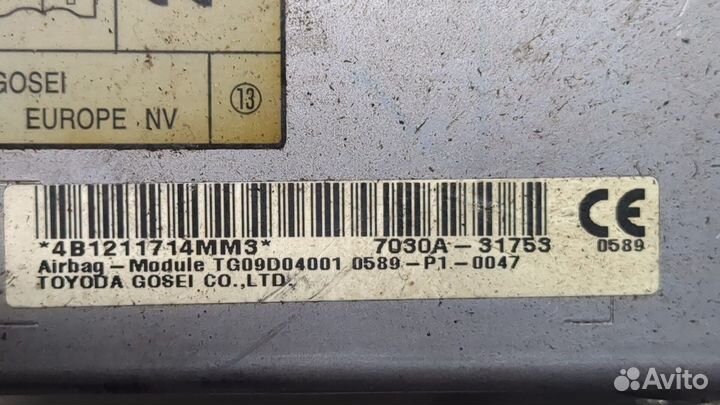 GOSEI
EUROPE NV
13
*4B1211714MM3* 7030A-31753
Airbag-Module TG09D04001 0589-P1.-0047
TOYODA GOSEI CO.,LTD.
CE
0589
Avito